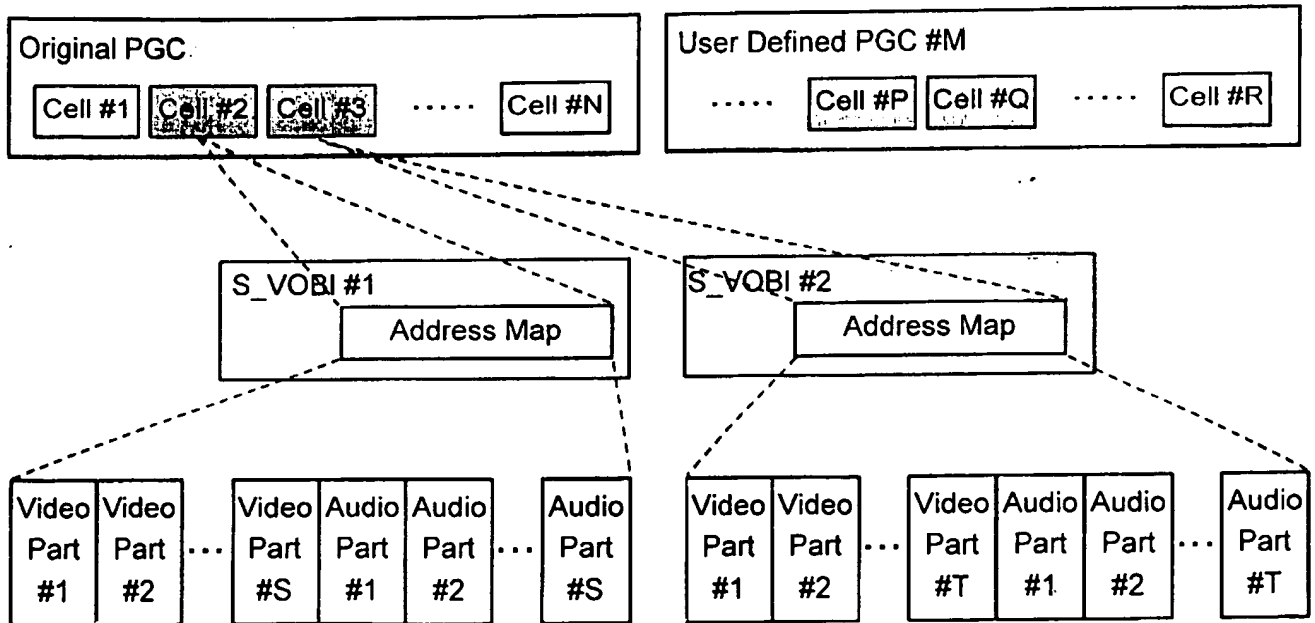 Original PGC
Cell #1 Cell #2 Cell #3 ..... Cell #N
User Defined PGC #M
..... Cell #P Cell #Q ..... Cell #R
S_VOBI #1
Address Map
S_VOBI #2
Address Map
Video Part #1
Video Part #2
...
Video Part #S
Audio Part #1
Audio Part #2
...
Audio Part #S
Video Part #1
Video Part #2
...
Video Part #T
Audio Part #1
Audio Part #2
...
Audio Part #T